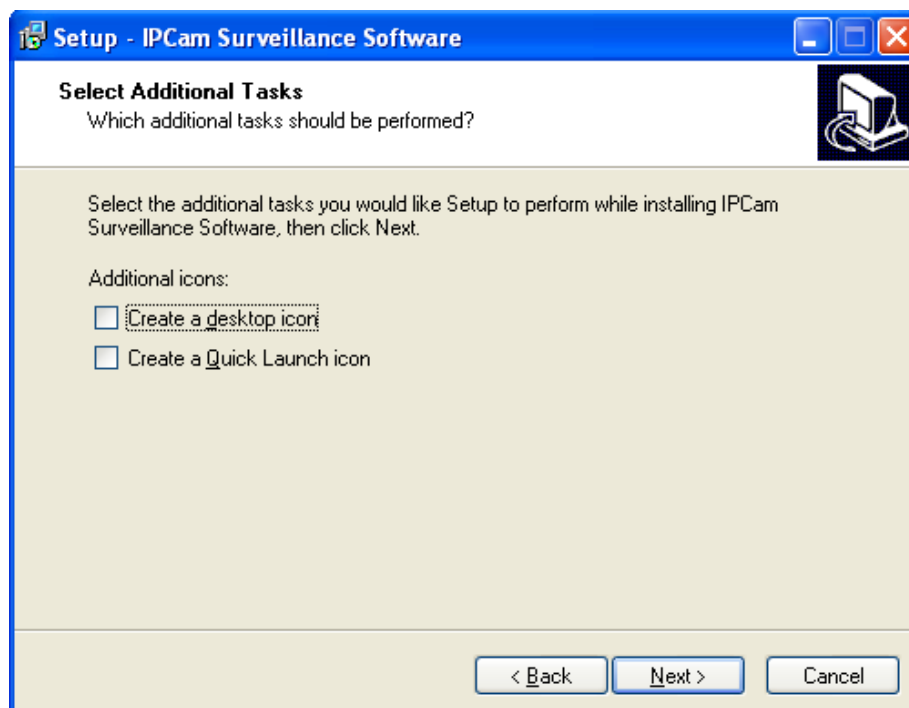 Setup - IPCam Surveillance Software
Select Additional Tasks
Which additional tasks should be performed?
Select the additional tasks you would like Setup to perform while installing IPCam
Surveillance Software, then click Next.
Additional icons:
Create a desktop icon
Create a Quick Launch icon
< Back
Next >
Cancel